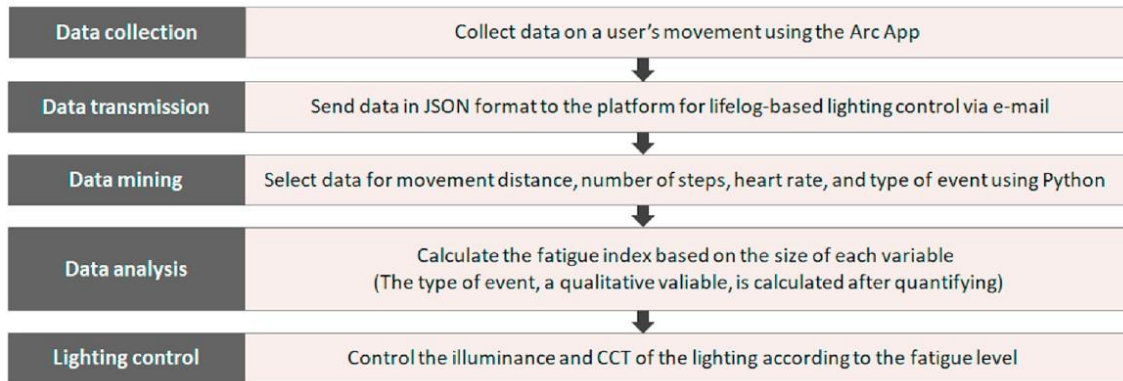 Data collection
Collect data on a user's movement using the Arc App
Data transmission
Send data in JSON format to the platform for lifelog-based lighting control via e-mail
Data mining
Select data for movement distance, number of steps, heart rate, and type of event using Python
Data analysis
Calculate the fatigue index based on the size of each variable
(The type of event, a qualitative valiable, is calculated after quantifying)
Lighting control
Control the illuminance and CCT of the lighting according to the fatigue level